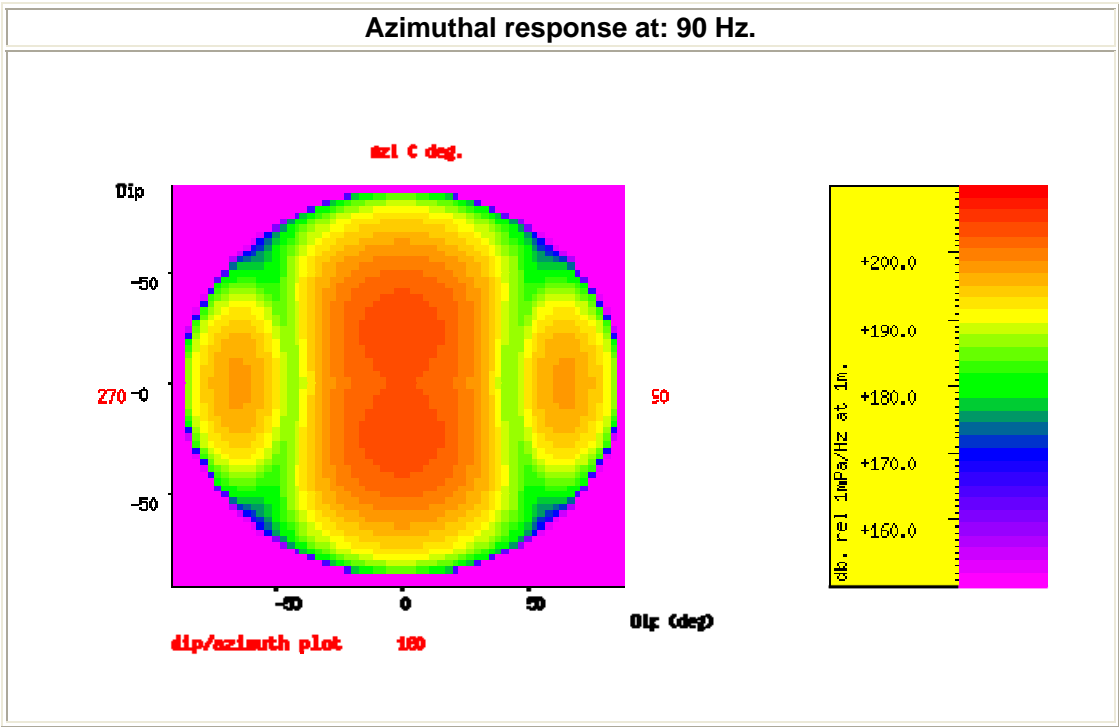 Azimuthal response at: 90 Hz.
azi 0 deg.
Dip
-50
270
-0
90
-50
-50
0
50
Dip (deg)
dip/azimuth plot
180
+200.0
+190.0
+180.0
+170.0
+160.0
db. rel 1mPa/Hz at 1m.